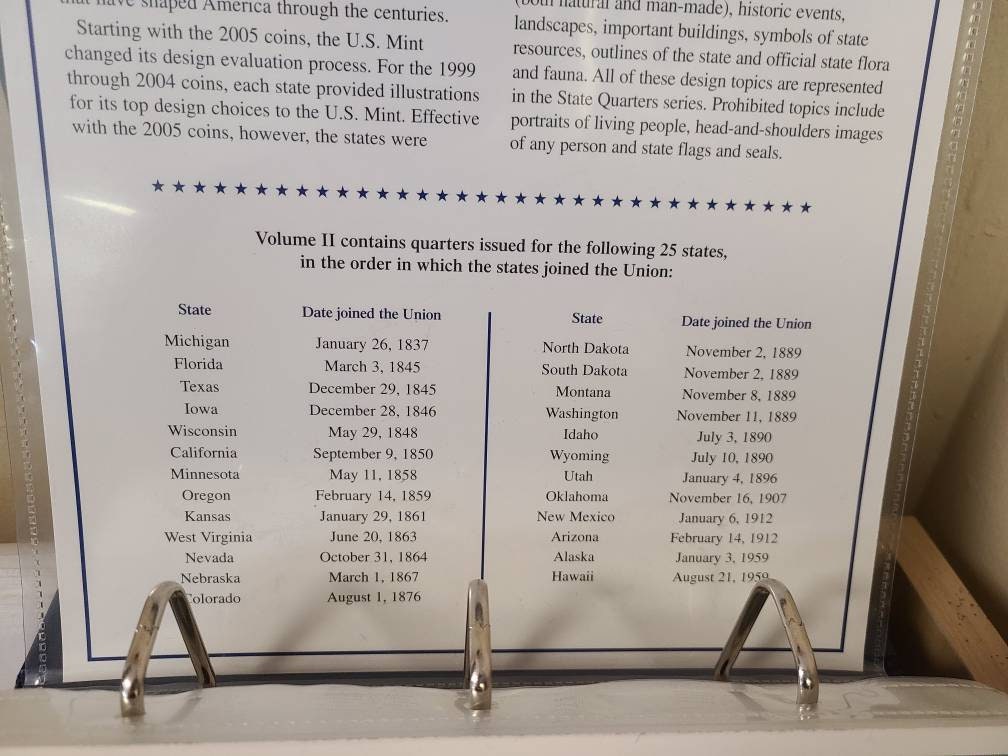 that have shaped America through the centuries.
Starting with the 2005 coins, the U.S. Mint
changed its design evaluation process. For the 1999
through 2004 coins, each state provided illustrations
for its top design choices to the U.S. Mint. Effective
with the 2005 coins, however, the states were
(both natural and man-made), historic events,
landscapes, important buildings, symbols of state
resources, outlines of the state and official state flora
and fauna. All of these design topics are represented
in the State Quarters series. Prohibited topics include
portraits of living people, head-and-shoulders images
of any person and state flags and seals.
Volume II contains quarters issued for the following 25 states,
in the order in which the states joined the Union:
State Date joined the Union
Michigan January 26, 1837
Florida March 3, 1845
Texas December 29, 1845
Iowa December 28, 1846
Wisconsin May 29, 1848
California September 9, 1850
Minnesota May 11, 1858
Oregon February 14, 1859
Kansas January 29, 1861
West Virginia June 20, 1863
Nevada October 31, 1864
Nebraska March 1, 1867
Colorado August 1, 1876
State Date joined the Union
North Dakota November 2, 1889
South Dakota November 2, 1889
Montana November 8, 1889
Washington November 11, 1889
Idaho July 3, 1890
Wyoming July 10, 1890
Utah January 4, 1896
Oklahoma November 16, 1907
New Mexico January 6, 1912
Arizona February 14, 1912
Alaska January 3, 1959
Hawaii August 21, 1959